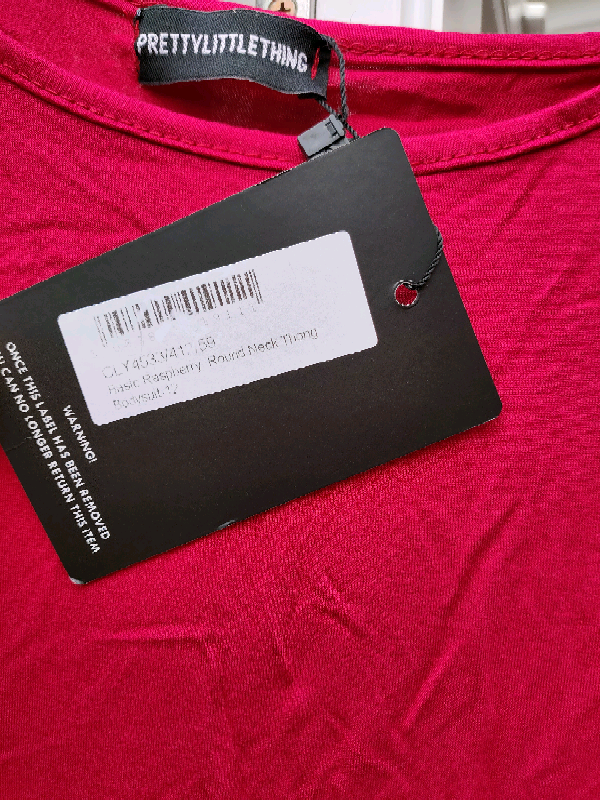 PRETTYLITTLETHING
Basic Raspberry Round Neck Thong
Bodysuit
WARNING!
ONCE THIS LABEL HAS BEEN REMOVED
YOU CAN NO LONGER RETURN THIS ITEM